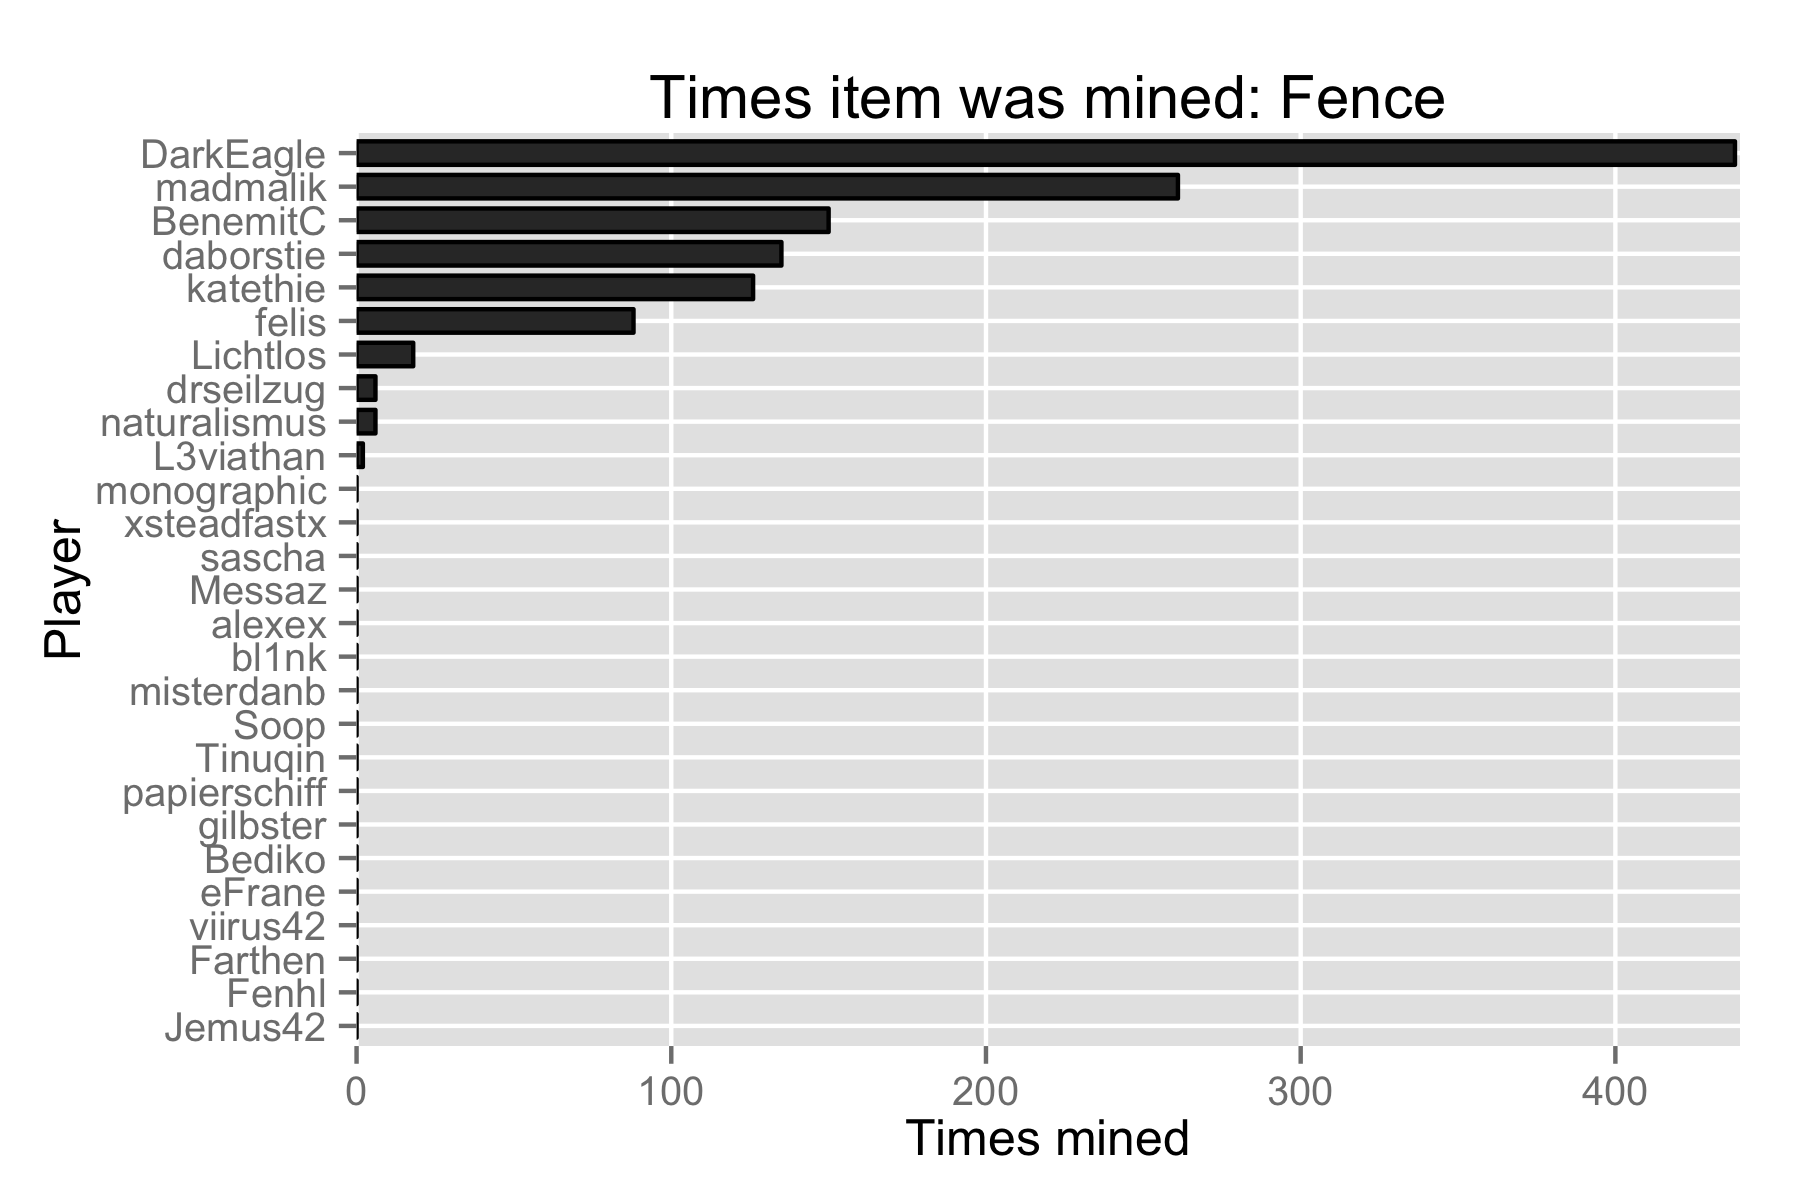 Times item was mined: Fence
DarkEagle
madmalik
BenemitC
daborstie
katethie
felis
Lichtlos
drseilzug
naturalismus
L3viathan
monographic
xsteadfastx
sascha
Messaz
alexex
bl1nk
misterdanb
Soop
Tinuqin
papierschiff
gilbster
Bediko
eFrane
viirus42
Farthen
Fenhl
Jemus42
Player
0 100 200 300 400
Times mined